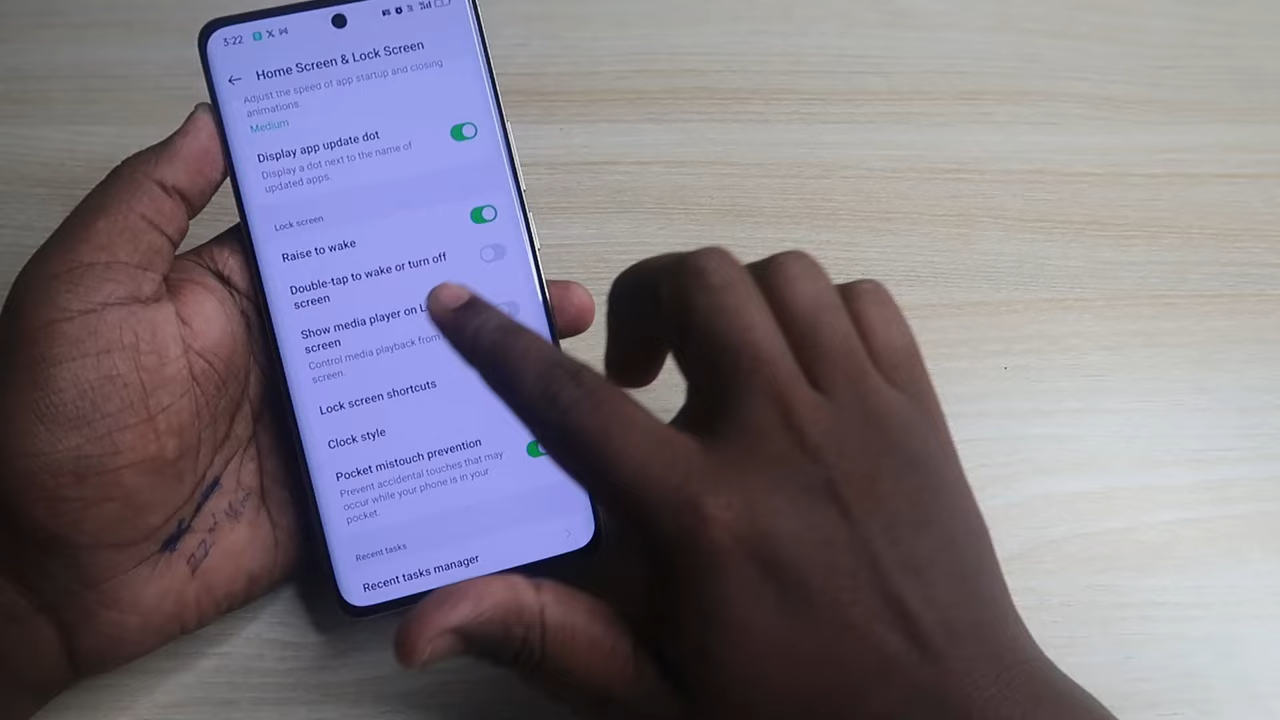 3:22
Home Screen & Lock Screen
Adjust the speed of app startup and closing
animations.
Medium
Display app update dot
Display a dot next to the name of
updated apps.
Lock screen
Raise to wake
Double-tap to wake or turn off
screen
Show media player on L
screen
Control media playback from
screen.
Lock screen shortcuts
Clock style
Pocket mistouch prevention
Prevent accidental touches that may
occur while your phone is in your
pocket.
Recent tasks
Recent tasks manager